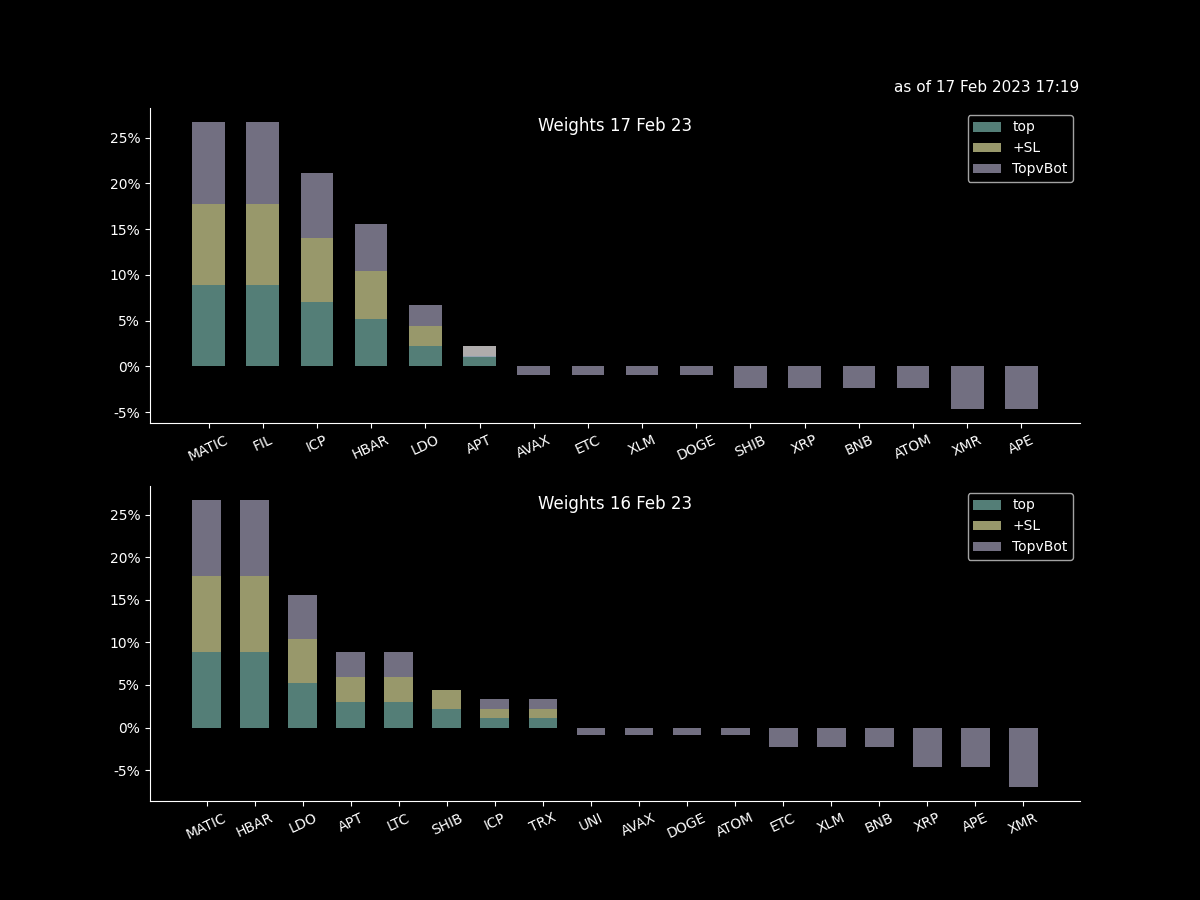 as of 17 Feb 2023 17:19
Weights 17 Feb 23
top
+SL
TopvBot
25%
20%
15%
10%
5%
0%
-5%
MATIC FIL ICP HBAR LDO APT AVAX ETC XLM DOGE SHIB XRP BNB ATOM XMR APE
Weights 16 Feb 23
top
+SL
TopvBot
25%
20%
15%
10%
5%
0%
-5%
MATIC HBAR LDO APT LTC SHIB ICP TRX UNI AVAX DOGE ATOM ETC XLM BNB XRP APE XMR